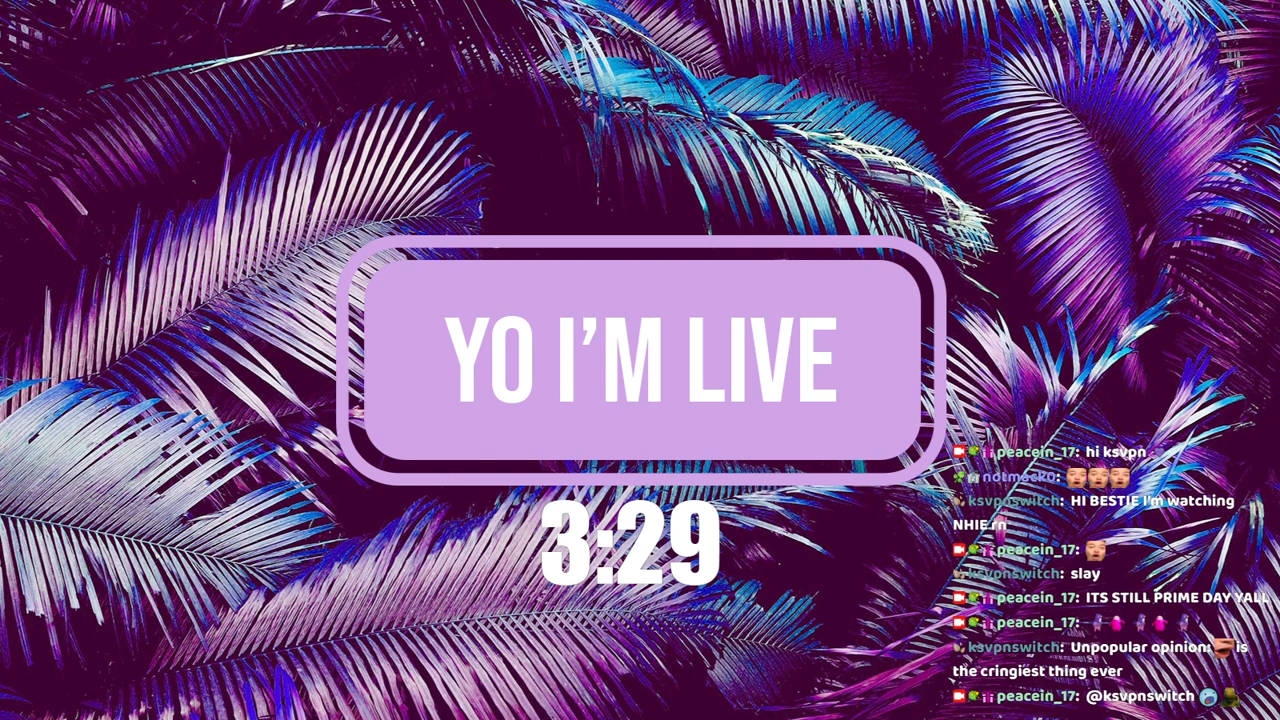 YO I’M LIVE
3:29
peacein_17: hi ksvpn
notmack0:
ksvpnswitch: HI BESTIE I'm watching
NHIE rn
peacein_17:
ksvpnswitch: slay
peacein_17: ITS STILL PRIME DAY YALL
peacein_17:
ksvpnswitch: Unpopular opinion: is
the cringiest thing ever
peacein_17: @ksvpnswitch